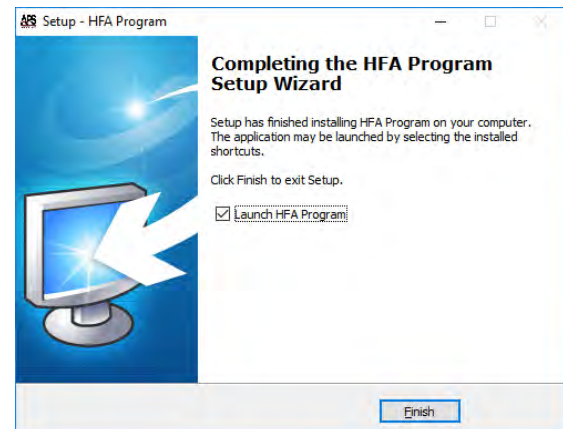 APS Setup - HFA Program
Completing the HFA Program
Setup Wizard
Setup has finished installing HFA Program on your computer.
The application may be launched by selecting the installed
shortcuts.
Click Finish to exit Setup.
Launch HFA Program
Finish